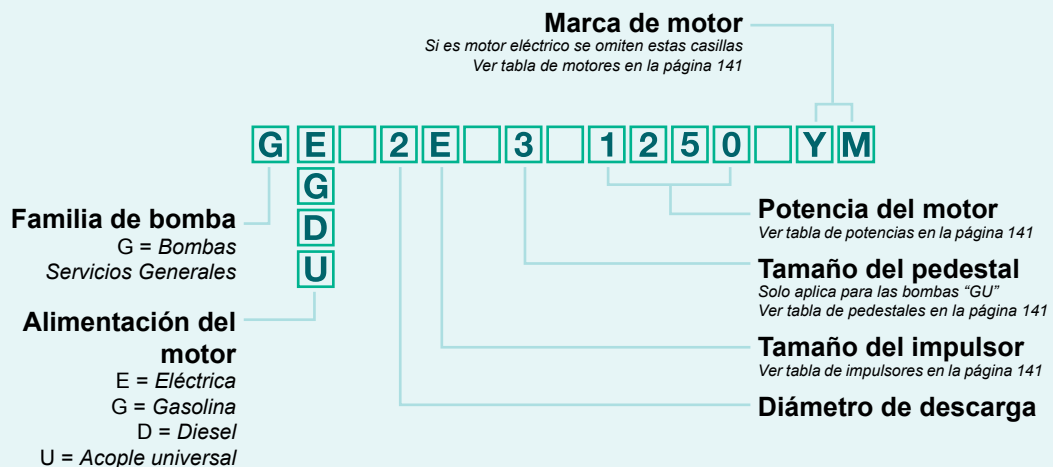 Marca de motor
Si es motor eléctrico se omiten estas casillas
Ver tabla de motores en la página 141
G E 2 E 3 1 2 5 0 Y M
G
D
U
Familia de bomba
G = Bombas
Servicios Generales
Alimentación del
motor
E = Eléctrica
G = Gasolina
D = Diesel
U = Acople universal
Potencia del motor
Ver tabla de potencias en la página 141
Tamaño del pedestal
Solo aplica para las bombas “GU”
Ver tabla de pedestales en la página 141
Tamaño del impulsor
Ver tabla de impulsores en la página 141
Diámetro de descarga